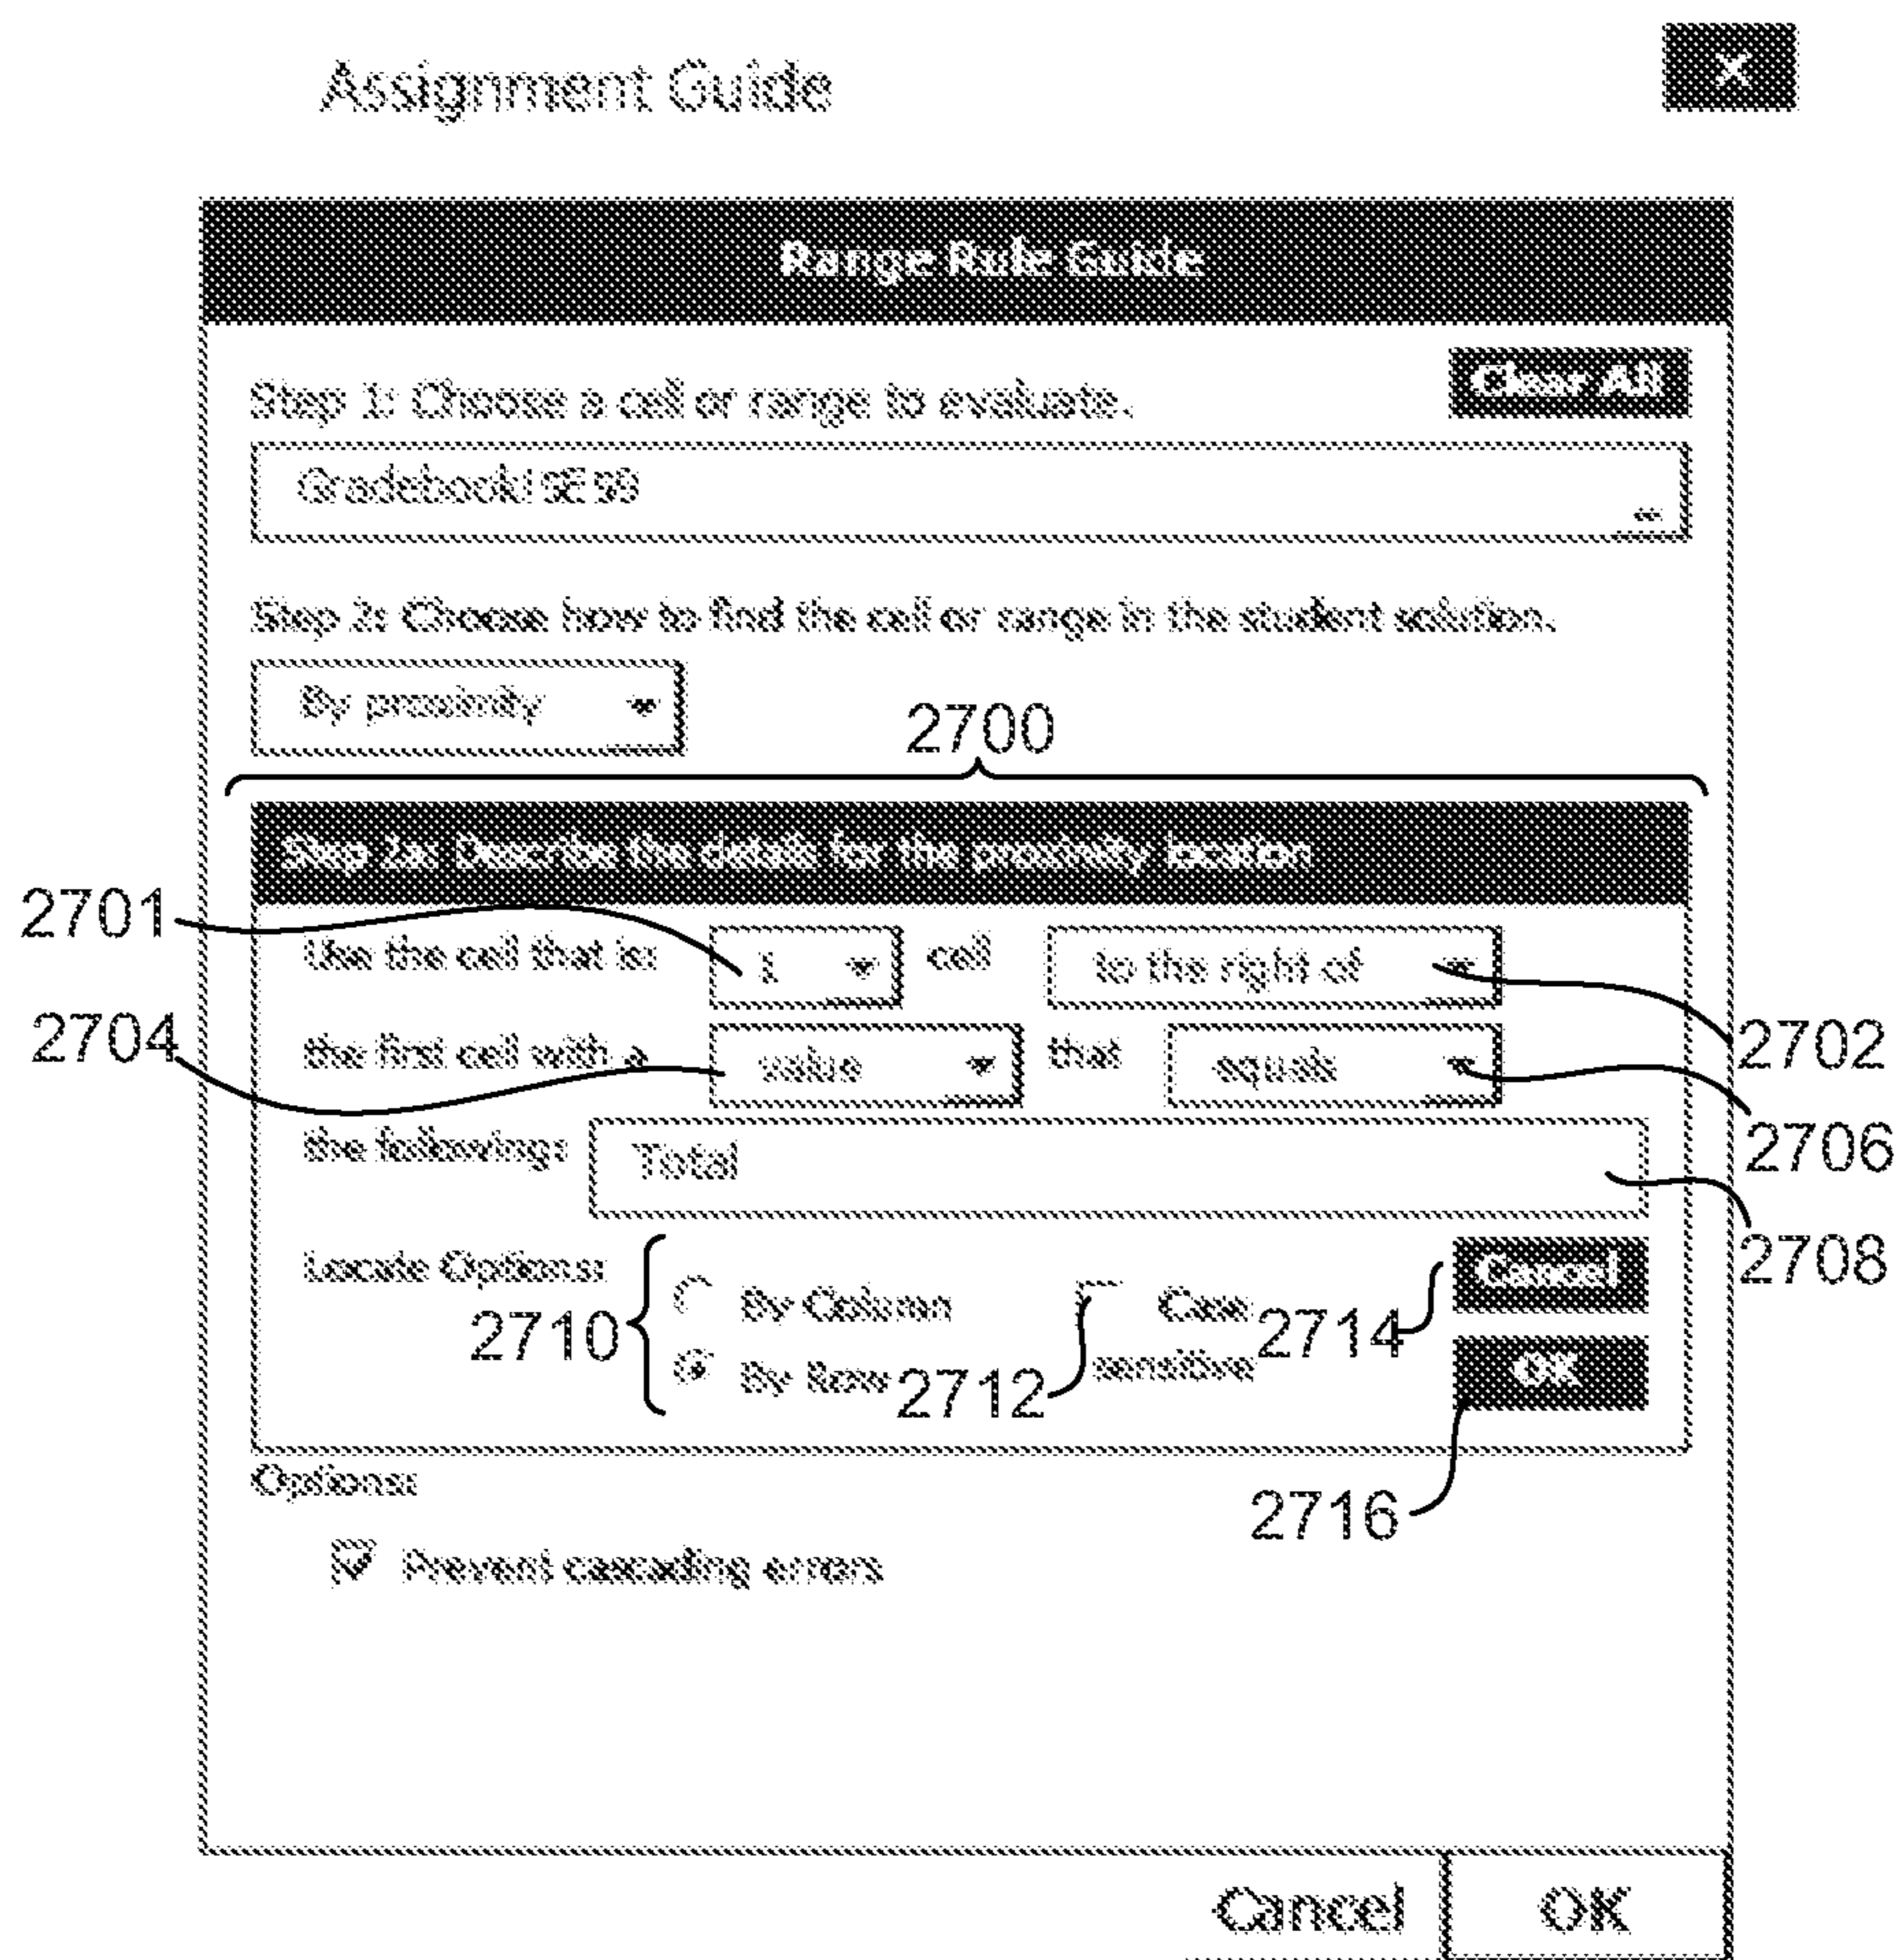 Assignment Guide
X
Range Rule Guide
Step 1: Choose a cell or range to evaluate.
Clear All
Gradebook!$E$9
...
Step 2: Choose how to find the cell or range in the student solution.
By proximity
2700
Step 2a: Describe the details for the proximity location
2701
Use the cell that is: 1 cell to the right of
2702
2704
the first cell with a value that equals
2706
the following: Total
2708
Locate Options:
2710
By Column
Case
2714
Cancel
By Row
2712
sensitive
OK
2716
Options:
Prevent cascading errors
Cancel
OK